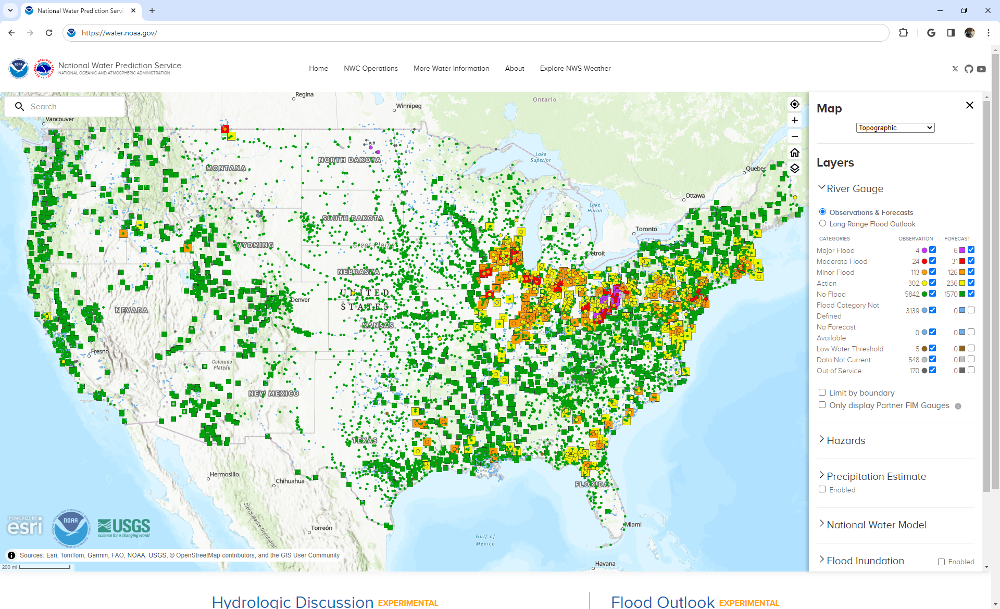 National Water Prediction Servi
https://water.noaa.gov/
National Water Prediction Service
NATIONAL OCEANIC AND ATMOSPHERIC ADMINISTRATION
Home
NWC Operations
More Water Information
About
Explore NWS Weather
Search
Regina
Winnipeg
Ontario
Vancouver
Lake
Superior
NORTH DAKOTA
MONTANA
Quebec
Ottawa
Lake
Huron
SOUTH DAKOTA
Toronto
WYOMING
Great Plains
Detroit
NEBRASKA
UNITED
STATES
Denver
NEVADA
KANSAS
Fresno
Colorado
Plateau
NEW MEXICO
TEXAS
Hermosillo
Chihuahua
FLORIDA
Sierra Madre Occidental
Torreón
Miami
Gulf of
Mexico
Havana
POWERED BY
esri
NOAA
USGS
science for a changing world
Sources: Esri, TomTom, Garmin, FAO, NOAA, USGS, © OpenStreetMap contributors, and the GIS User Community
200 mi
Map
Topographic
Layers
River Gauge
Observations & Forecasts
Long Range Flood Outlook
CATEGORIES OBSERVATION FORECAST
Major Flood 4 6
Moderate Flood 24 31
Minor Flood 113 126
Action 302 236
No Flood 5842 1570
Flood Category Not
Defined 3139 0
No Forecast
Available 0 0
Low Water Threshold 5 0
Data Not Current 548 0
Out of Service 170 0
Limit by boundary
Only display Partner FIM Gauges
Hazards
Precipitation Estimate
Enabled
National Water Model
Flood Inundation Enabled
Hydrologic Discussion EXPERIMENTAL
Flood Outlook EXPERIMENTAL